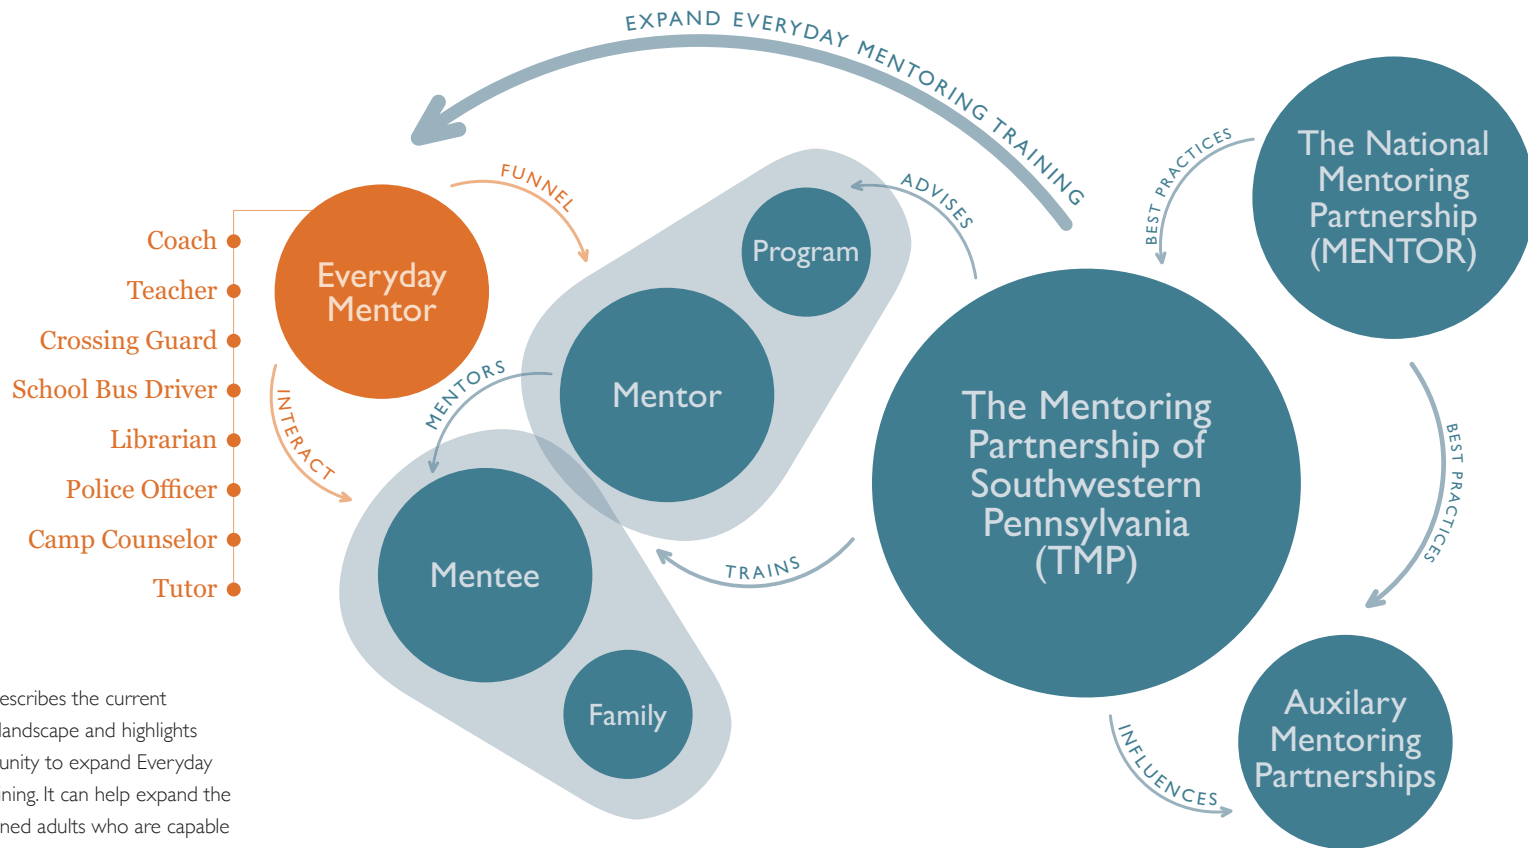 EXPAND EVERYDAY MENTORING TRAINING
The National
Mentoring
Partnership
(MENTOR)
BEST PRACTICES
FUNNEL
ADVISES
Program
Coach
Teacher
Crossing Guard
School Bus Driver
Librarian
Police Officer
Camp Counselor
Tutor
Everyday
Mentor
INTERACT
MENTORS
Mentor
The Mentoring
Partnership of
Southwestern
Pennsylvania
(TMP)
BEST PRACTICES
TRAINS
Mentee
Family
INFLUENCES
Auxilary
Mentoring
Partnerships
escribes the current
landscape and highlights
unity to expand Everyday
ining. It can help expand the
ned adults who are capable